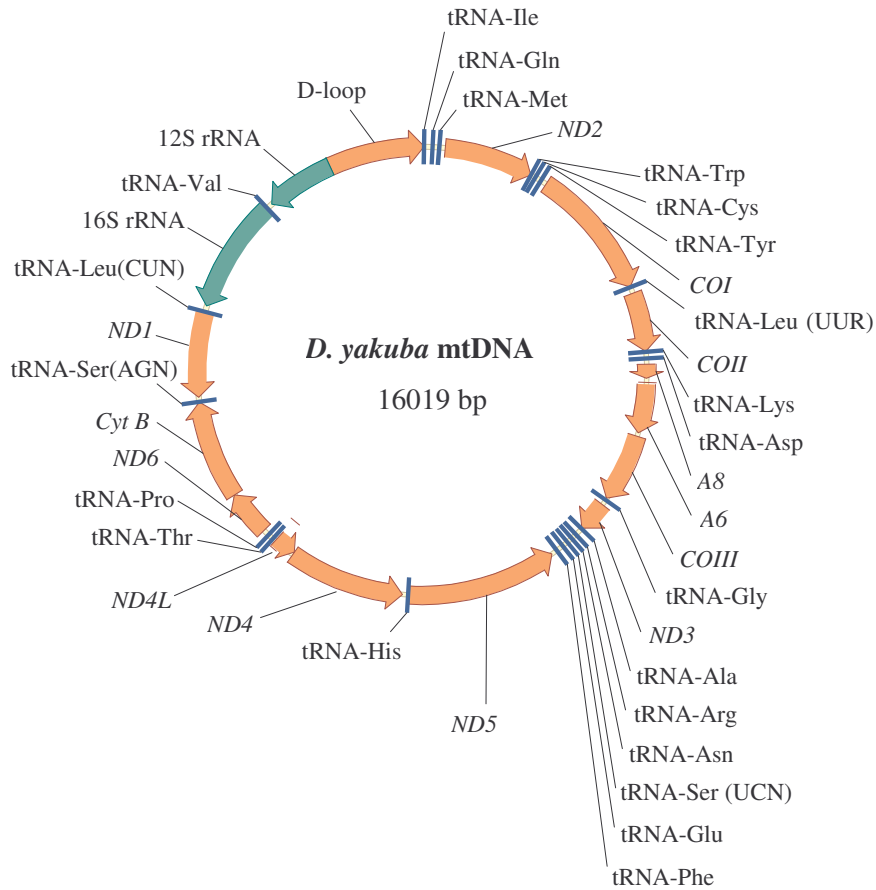 tRNA-Ile
tRNA-Gln
tRNA-Met
ND2
tRNA-Trp
tRNA-Cys
tRNA-Tyr
COI
tRNA-Leu (UUR)
COII
tRNA-Lys
tRNA-Asp
A8
A6
COIII
tRNA-Gly
ND3
tRNA-Ala
tRNA-Arg
tRNA-Asn
tRNA-Ser (UCN)
tRNA-Glu
tRNA-Phe
ND5
tRNA-His
ND4
ND4L
tRNA-Thr
tRNA-Pro
ND6
Cyt B
tRNA-Ser(AGN)
ND1
tRNA-Leu(CUN)
16S rRNA
tRNA-Val
12S rRNA
D-loop
D. yakuba mtDNA
16019 bp